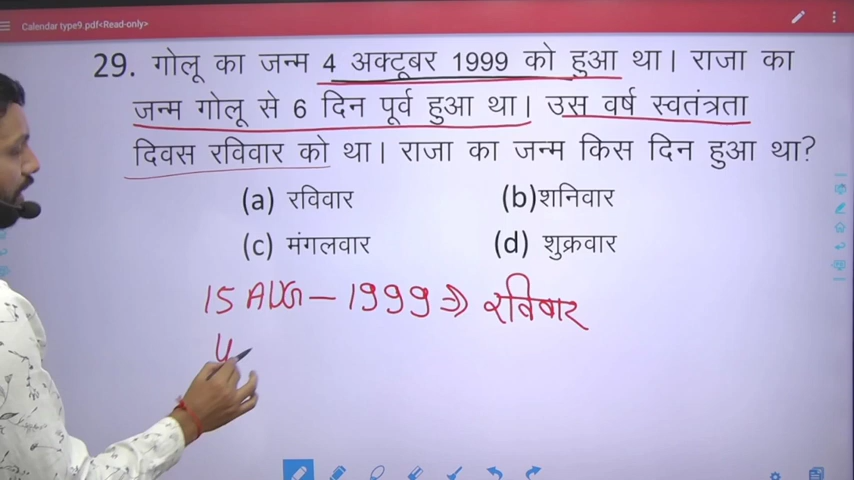 Calendar type9.pdf<Read-only>
29. गोलू का जन्म 4 अक्टूबर 1999 को हुआ था। राजा का
जन्म गोलू से 6 दिन पूर्व हुआ था। उस वर्ष स्वतंत्रता
दिवस रविवार को था। राजा का जन्म किस दिन हुआ था?
(a) रविवार (b)शनिवार
(c) मंगलवार (d) शुक्रवार
15 AUG - 1999 => रविवार
4